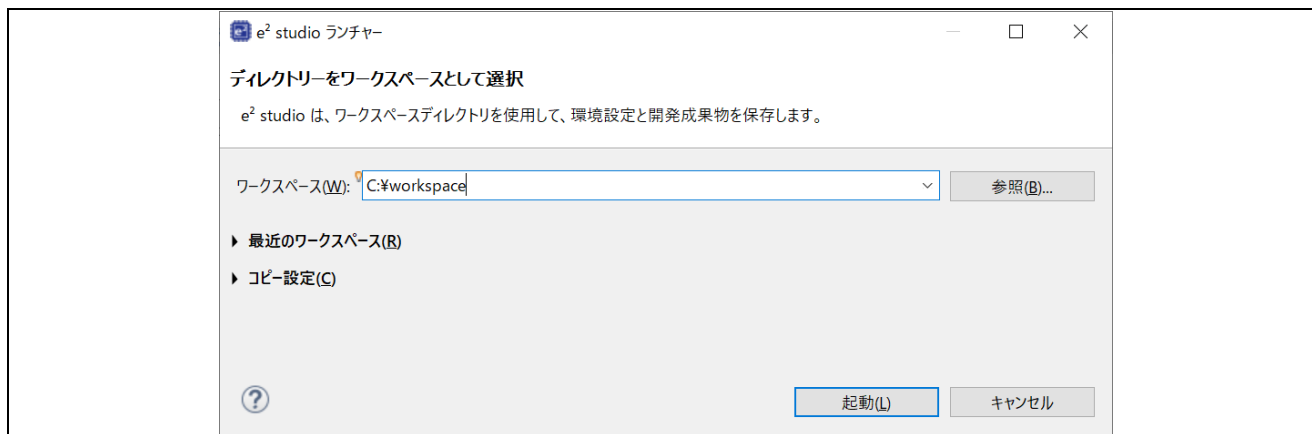 e² studio ランチャー
ディレクトリーをワークスペースとして選択
e² studio は、ワークスペースディレクトリを使用して、環境設定と開発成果物を保存します。
ワークスペース(W): C:¥workspace 参照(B)...
最近のワークスペース(R)
コピー設定(C)
起動(L) キャンセル